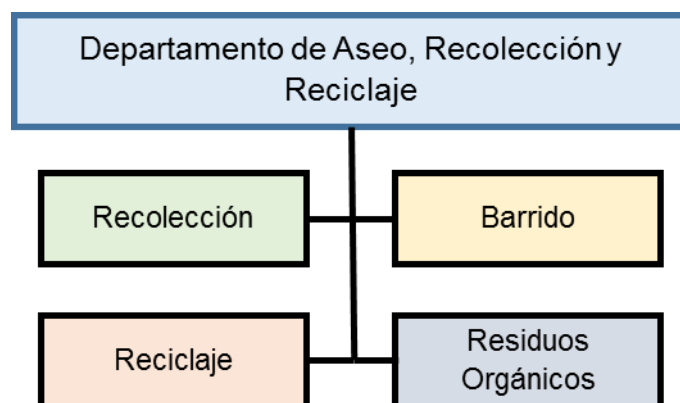 Departamento de Aseo, Recolección y
Reciclaje
Recolección
Barrido
Reciclaje
Residuos
Orgánicos